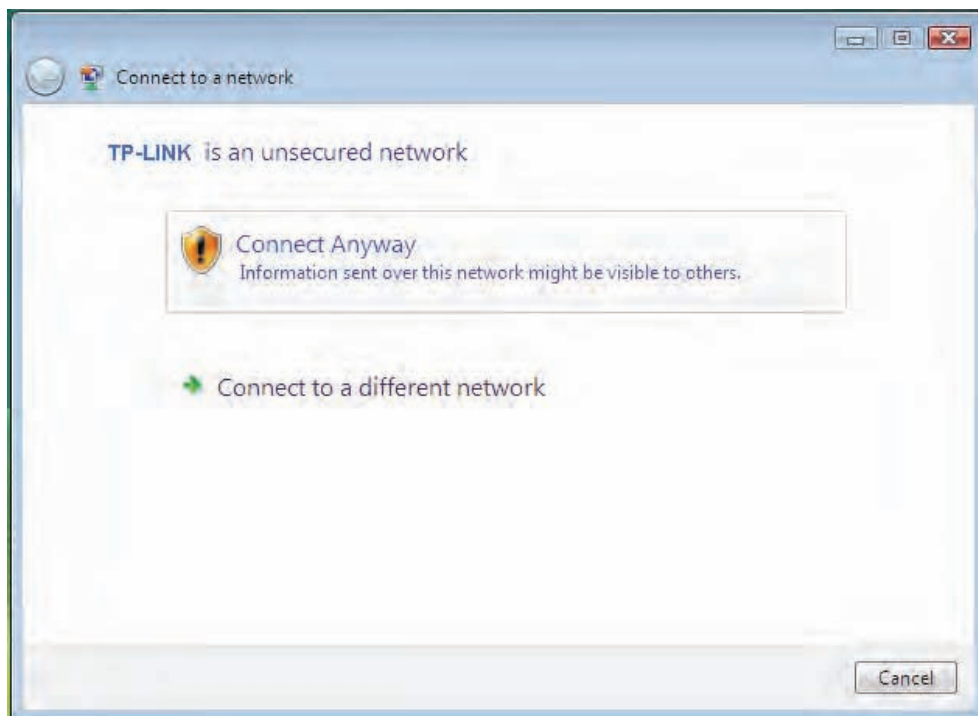 Connect to a network
TP-LINK is an unsecured network
Connect Anyway
Information sent over this network might be visible to others.
Connect to a different network
Cancel